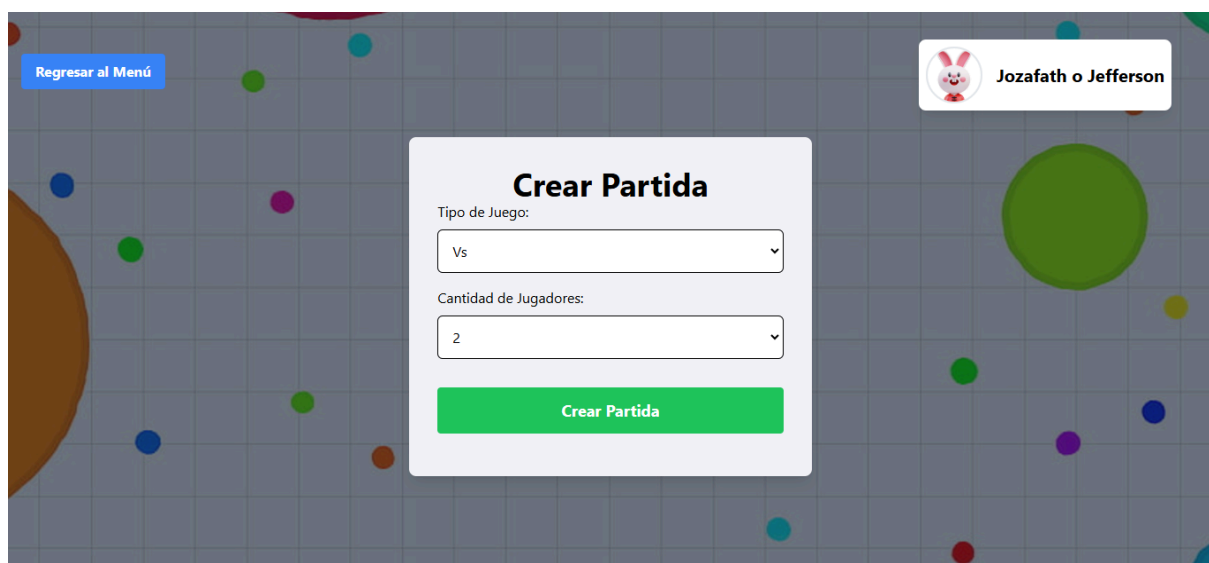 Regresar al Menú
Jozafath o Jefferson
Crear Partida
Tipo de Juego:
Vs
Cantidad de Jugadores:
2
Crear Partida